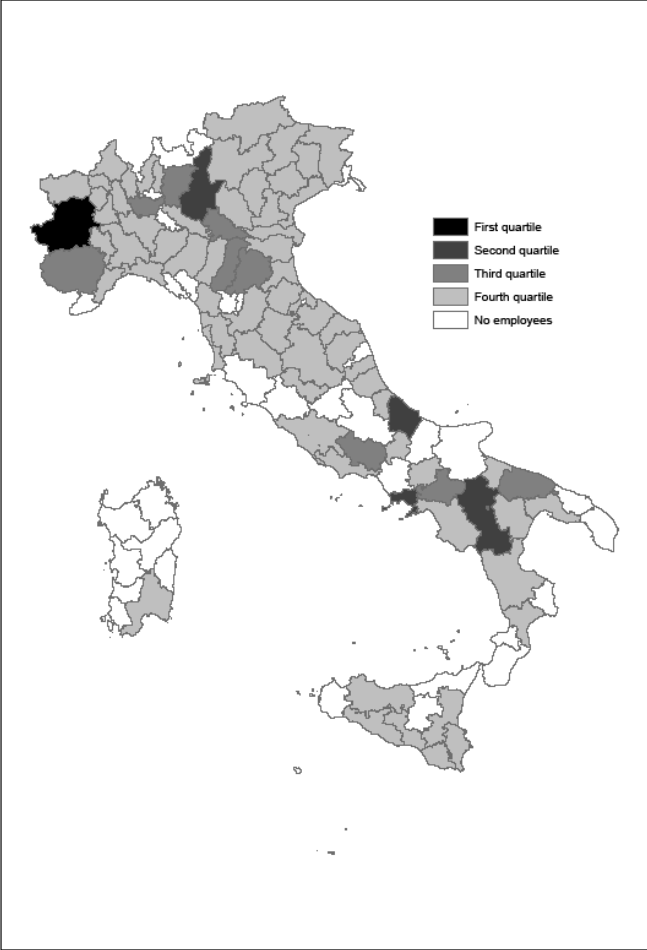 First quartile
Second quartile
Third quartile
Fourth quartile
No employees